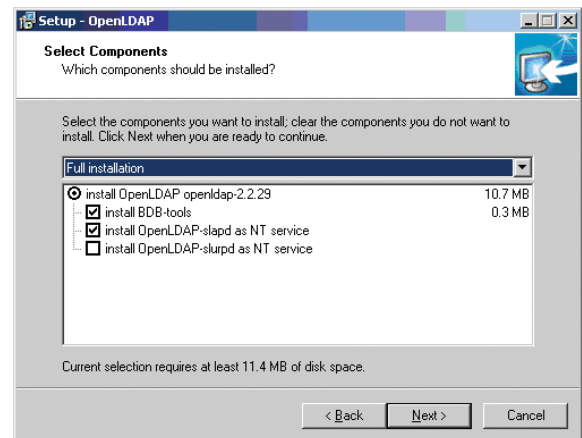 Setup - OpenLDAP
Select Components
Which components should be installed?
Select the components you want to install; clear the components you do not want to
install. Click Next when you are ready to continue.
Full installation
install OpenLDAP openldap-2.2.29 10.7 MB
install BDB-tools 0.3 MB
install OpenLDAP-slapd as NT service
install OpenLDAP-slurpd as NT service
Current selection requires at least 11.4 MB of disk space.
< Back Next > Cancel